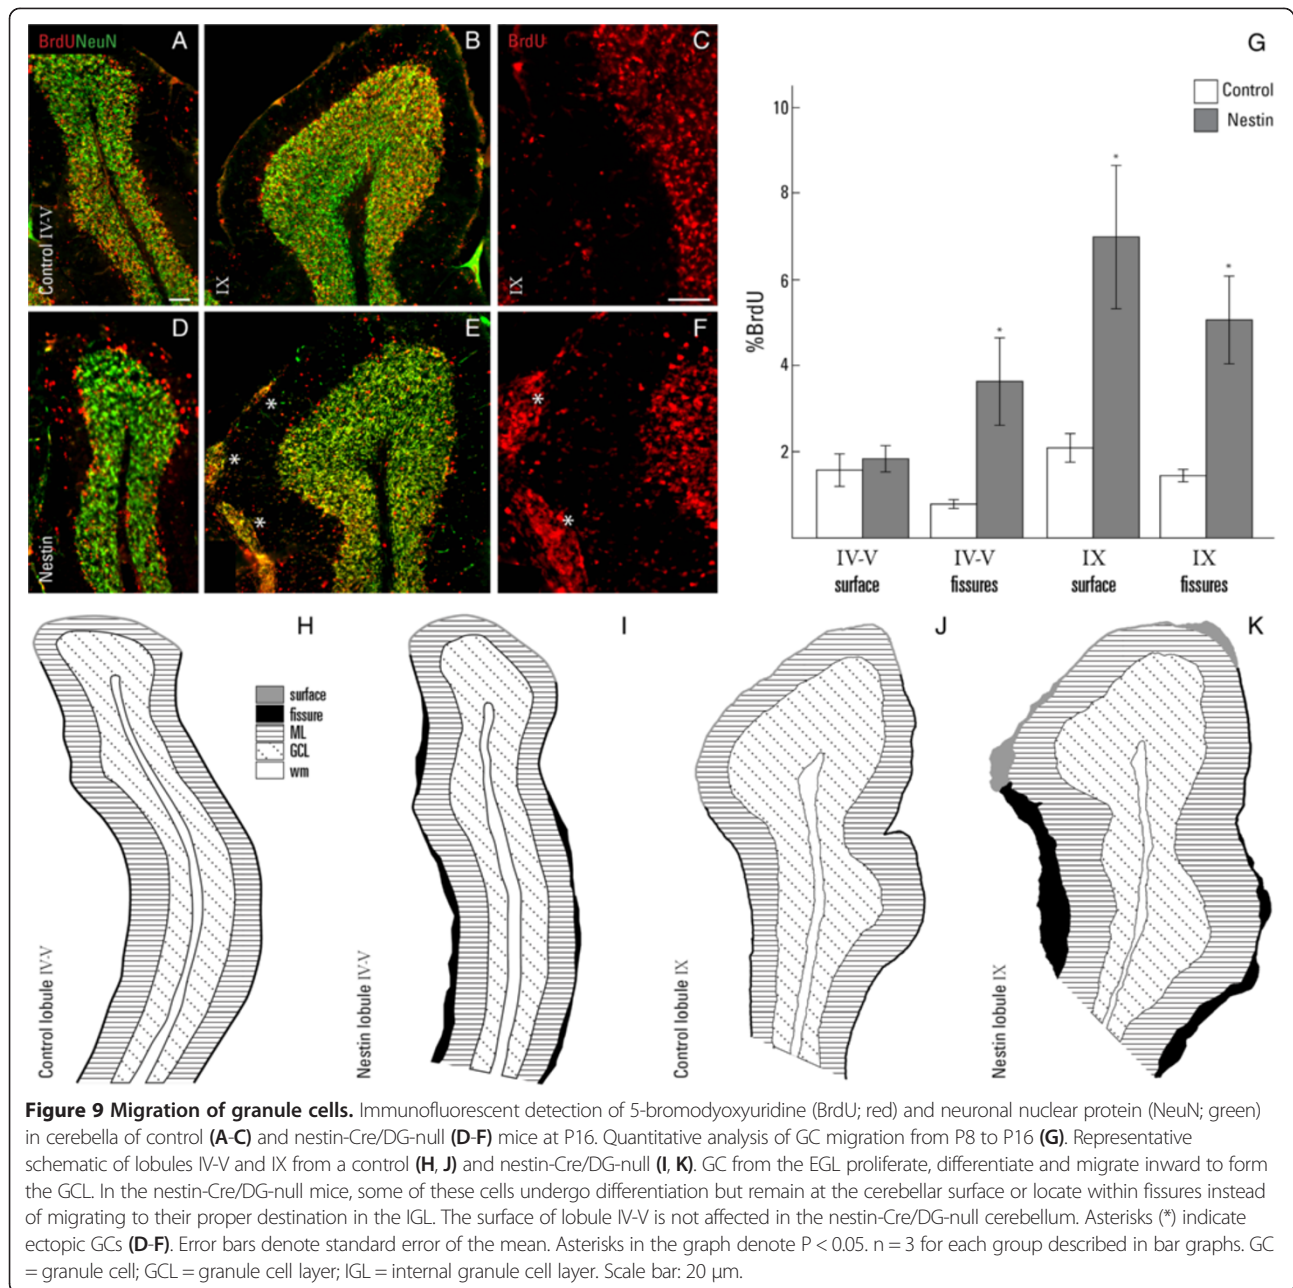 BrdUNeuN A
B
BrdU C
Control IV-V
IX
IX
D
E
F
Nestin
*
*
*
*
*
G
Control
Nestin
%BrdU
10
8
6
4
2
*
*
*
IV-V
surface
IV-V
fissures
IX
surface
IX
fissures
H
I
J
K
surface
fissure
ML
GCL
wm
Control lobule IV-V
Nestin lobule IV-V
Control lobule IX
Nestin lobule IX
Figure 9 Migration of granule cells. Immunofluorescent detection of 5-bromodyoxyuridine (BrdU; red) and neuronal nuclear protein (NeuN; green)
in cerebella of control (A-C) and nestin-Cre/DG-null (D-F) mice at P16. Quantitative analysis of GC migration from P8 to P16 (G). Representative
schematic of lobules IV-V and IX from a control (H, J) and nestin-Cre/DG-null (I, K). GC from the EGL proliferate, differentiate and migrate inward to form
the GCL. In the nestin-Cre/DG-null mice, some of these cells undergo differentiation but remain at the cerebellar surface or locate within fissures instead
of migrating to their proper destination in the IGL. The surface of lobule IV-V is not affected in the nestin-Cre/DG-null cerebellum. Asterisks (*) indicate
ectopic GCs (D-F). Error bars denote standard error of the mean. Asterisks in the graph denote P < 0.05. n = 3 for each group described in bar graphs. GC
= granule cell; GCL = granule cell layer; IGL = internal granule cell layer. Scale bar: 20 μm.